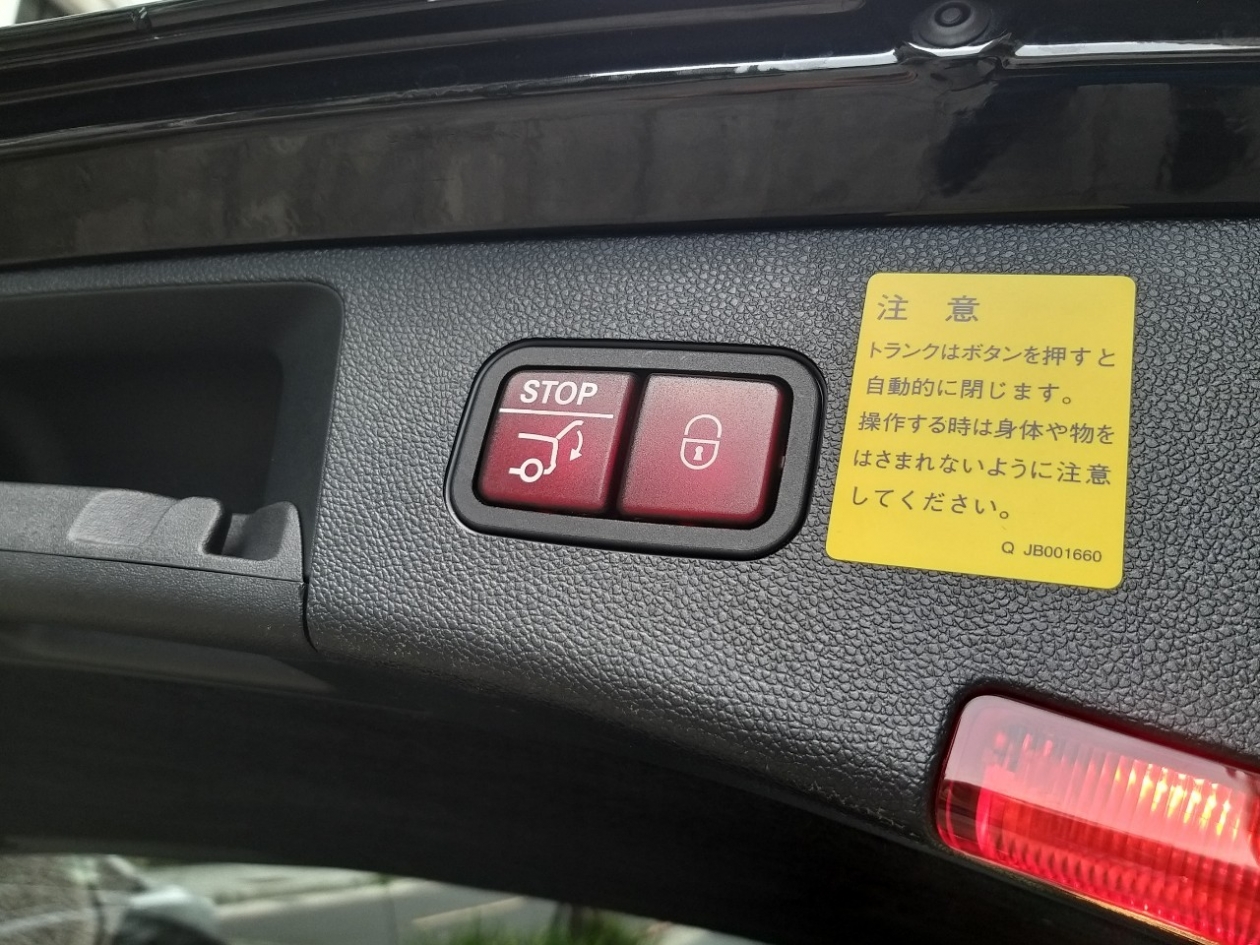 STOP
注 意
トランクはボタンを押すと
自動的に閉じます。
操作する時は身体や物を
はさまれないように注意
してください。
Q JB001660